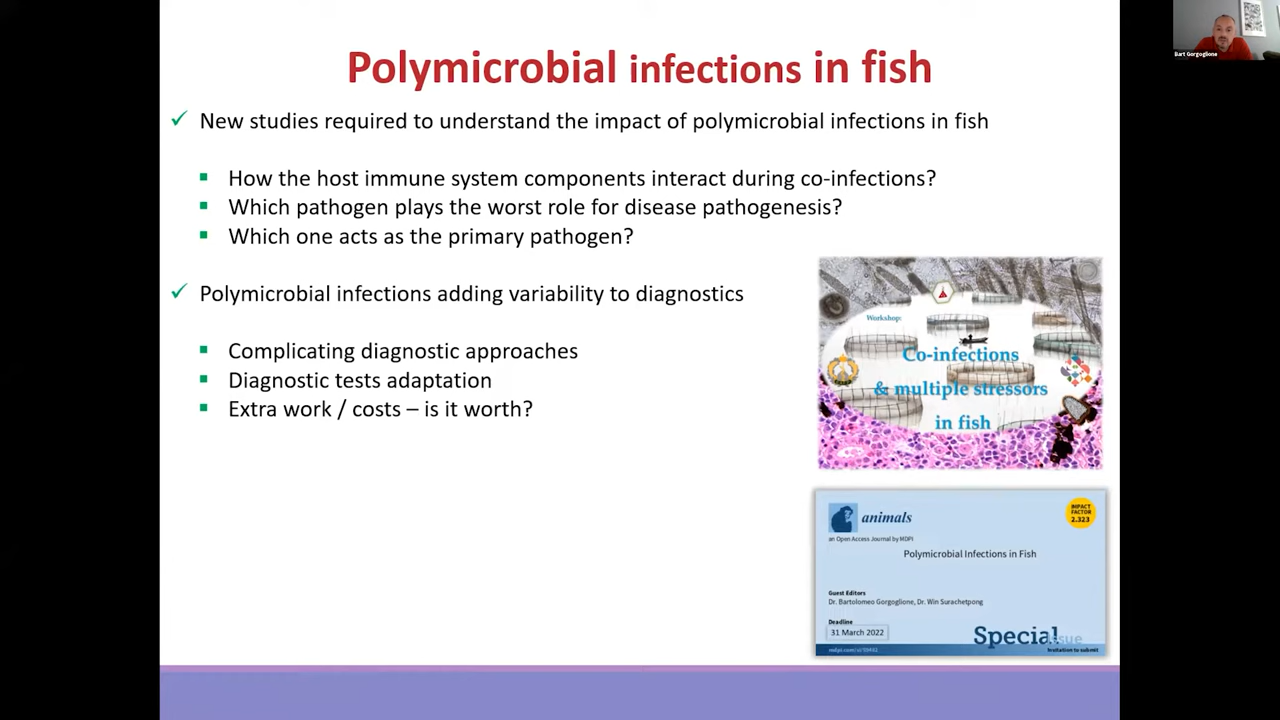 Bart Gorgoglione
Polymicrobial infections in fish
New studies required to understand the impact of polymicrobial infections in fish
How the host immune system components interact during co-infections?
Which pathogen plays the worst role for disease pathogenesis?
Which one acts as the primary pathogen?
Polymicrobial infections adding variability to diagnostics
Complicating diagnostic approaches
Diagnostic tests adaptation
Extra work / costs – is it worth?
Workshop:
Co-infections
& multiple stressors
in fish
animals
an Open Access Journal by MDPI
IMPACT
FACTOR
2.323
Polymicrobial Infections in Fish
Guest Editors
Dr. Bartolomeo Gorgoglione, Dr. Win Surachetpong
Deadline
31 March 2022
Special
Issue
Invitation to submit